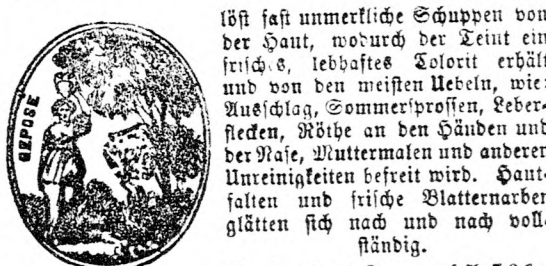 DEPOSE
löst fast unmerkliche Schuppen von
der Haut, wodurch der Teint ein
frisches, lebhaftes Colorit erhält
und von den meisten Uebeln, wie:
Ausschlag, Sommersprossen, Leber-
flecken, Röthe an den Händen und
der Nase, Muttermalen und anderen
Unreinigkeiten befreit wird. Haut-
falten und frische Blatternarben
glätten sich nach und nach voll-
ständig.